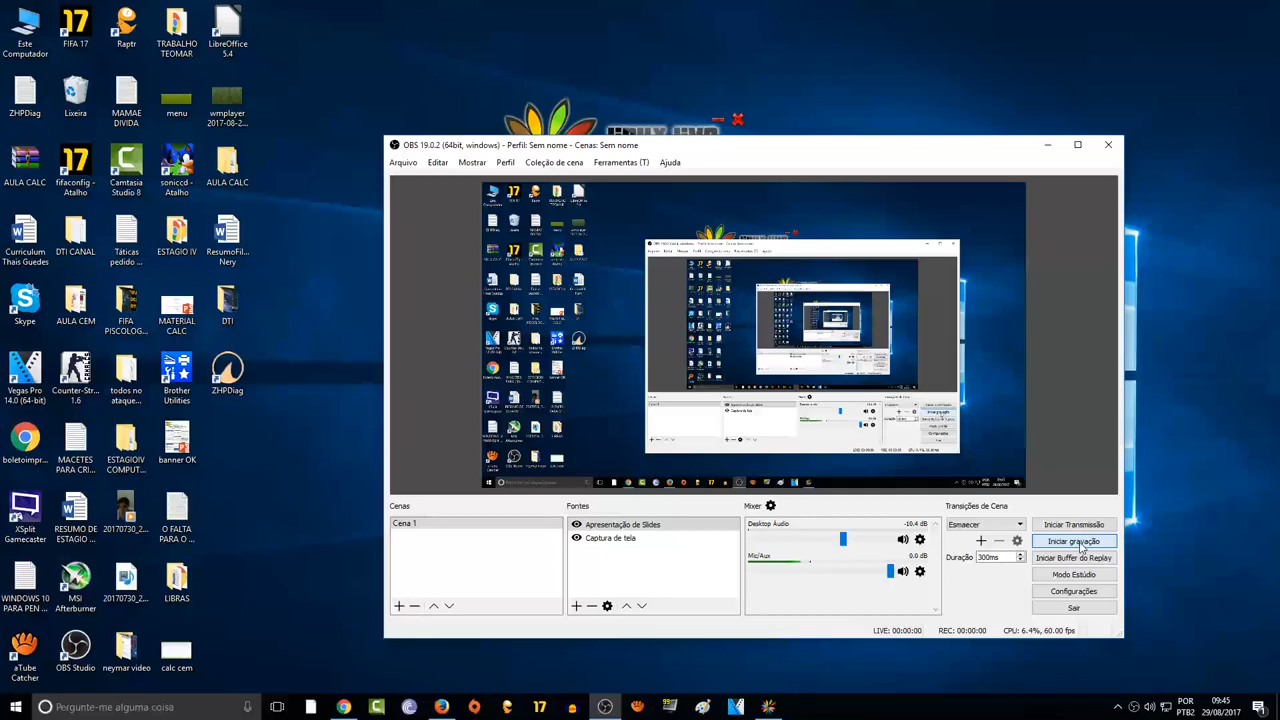 Este Computador
FIFA 17
Raptr
TRABALHO TEOMAR
LibreOffice 5.4
ZHPDiag
Lixeira
MAMAE DIVIDA
menu
wmplayer 2017-08-2...
AULA CALC
fifaconfig - Atalho
Camtasia Studio 8
soniccd - Atalho
AULA CALC
Curriculum Thais Guedes
DTI CANAL
Táticas pedido ...
ESTAGIO IV
ResumoFil... Nery
Skype
AULA CEM
FIFA PISCOLOG...
MATERIAL CALC
DTI
Vegas Pro 14.0 (64-bit)
Counter-Str... 1.6
todos no ataque...
Brother Utilities
ZHPDiag
boletoimpr...
MACETES PARA CRI...
ESTAGIOIV COMPUT...
banner OK
XSplit Gamecaster
RESUMO DE ESTAGIO ...
20170730_2...
O FALTA PARA O ...
WINDOWS 10 PARA PEN ...
MSI Afterburner
20170730_2...
LIBRAS
aTube Catcher
OBS Studio
neymar video
calc cem
OBS 19.0.2 (64bit, windows) - Perfil: Sem nome - Cenas: Sem nome
Arquivo Editar Mostrar Perfil Coleção de cena Ferramentas (T) Ajuda
Cenas
Cena 1
Fontes
Apresentação de Slides
Captura de tela
Mixer
Desktop Audio -10.4 dB
Mic/Aux 0.0 dB
Transições de Cena
Esmaecer
Duração 300ms
Iniciar Transmissão
Iniciar gravação
Iniciar Buffer do Replay
Modo Estúdio
Configurações
Sair
LIVE: 00:00:00 REC: 00:00:00 CPU: 6.4%, 60.00 fps
Pergunte-me alguma coisa
17
POR
PTB2
09:45
29/08/2017